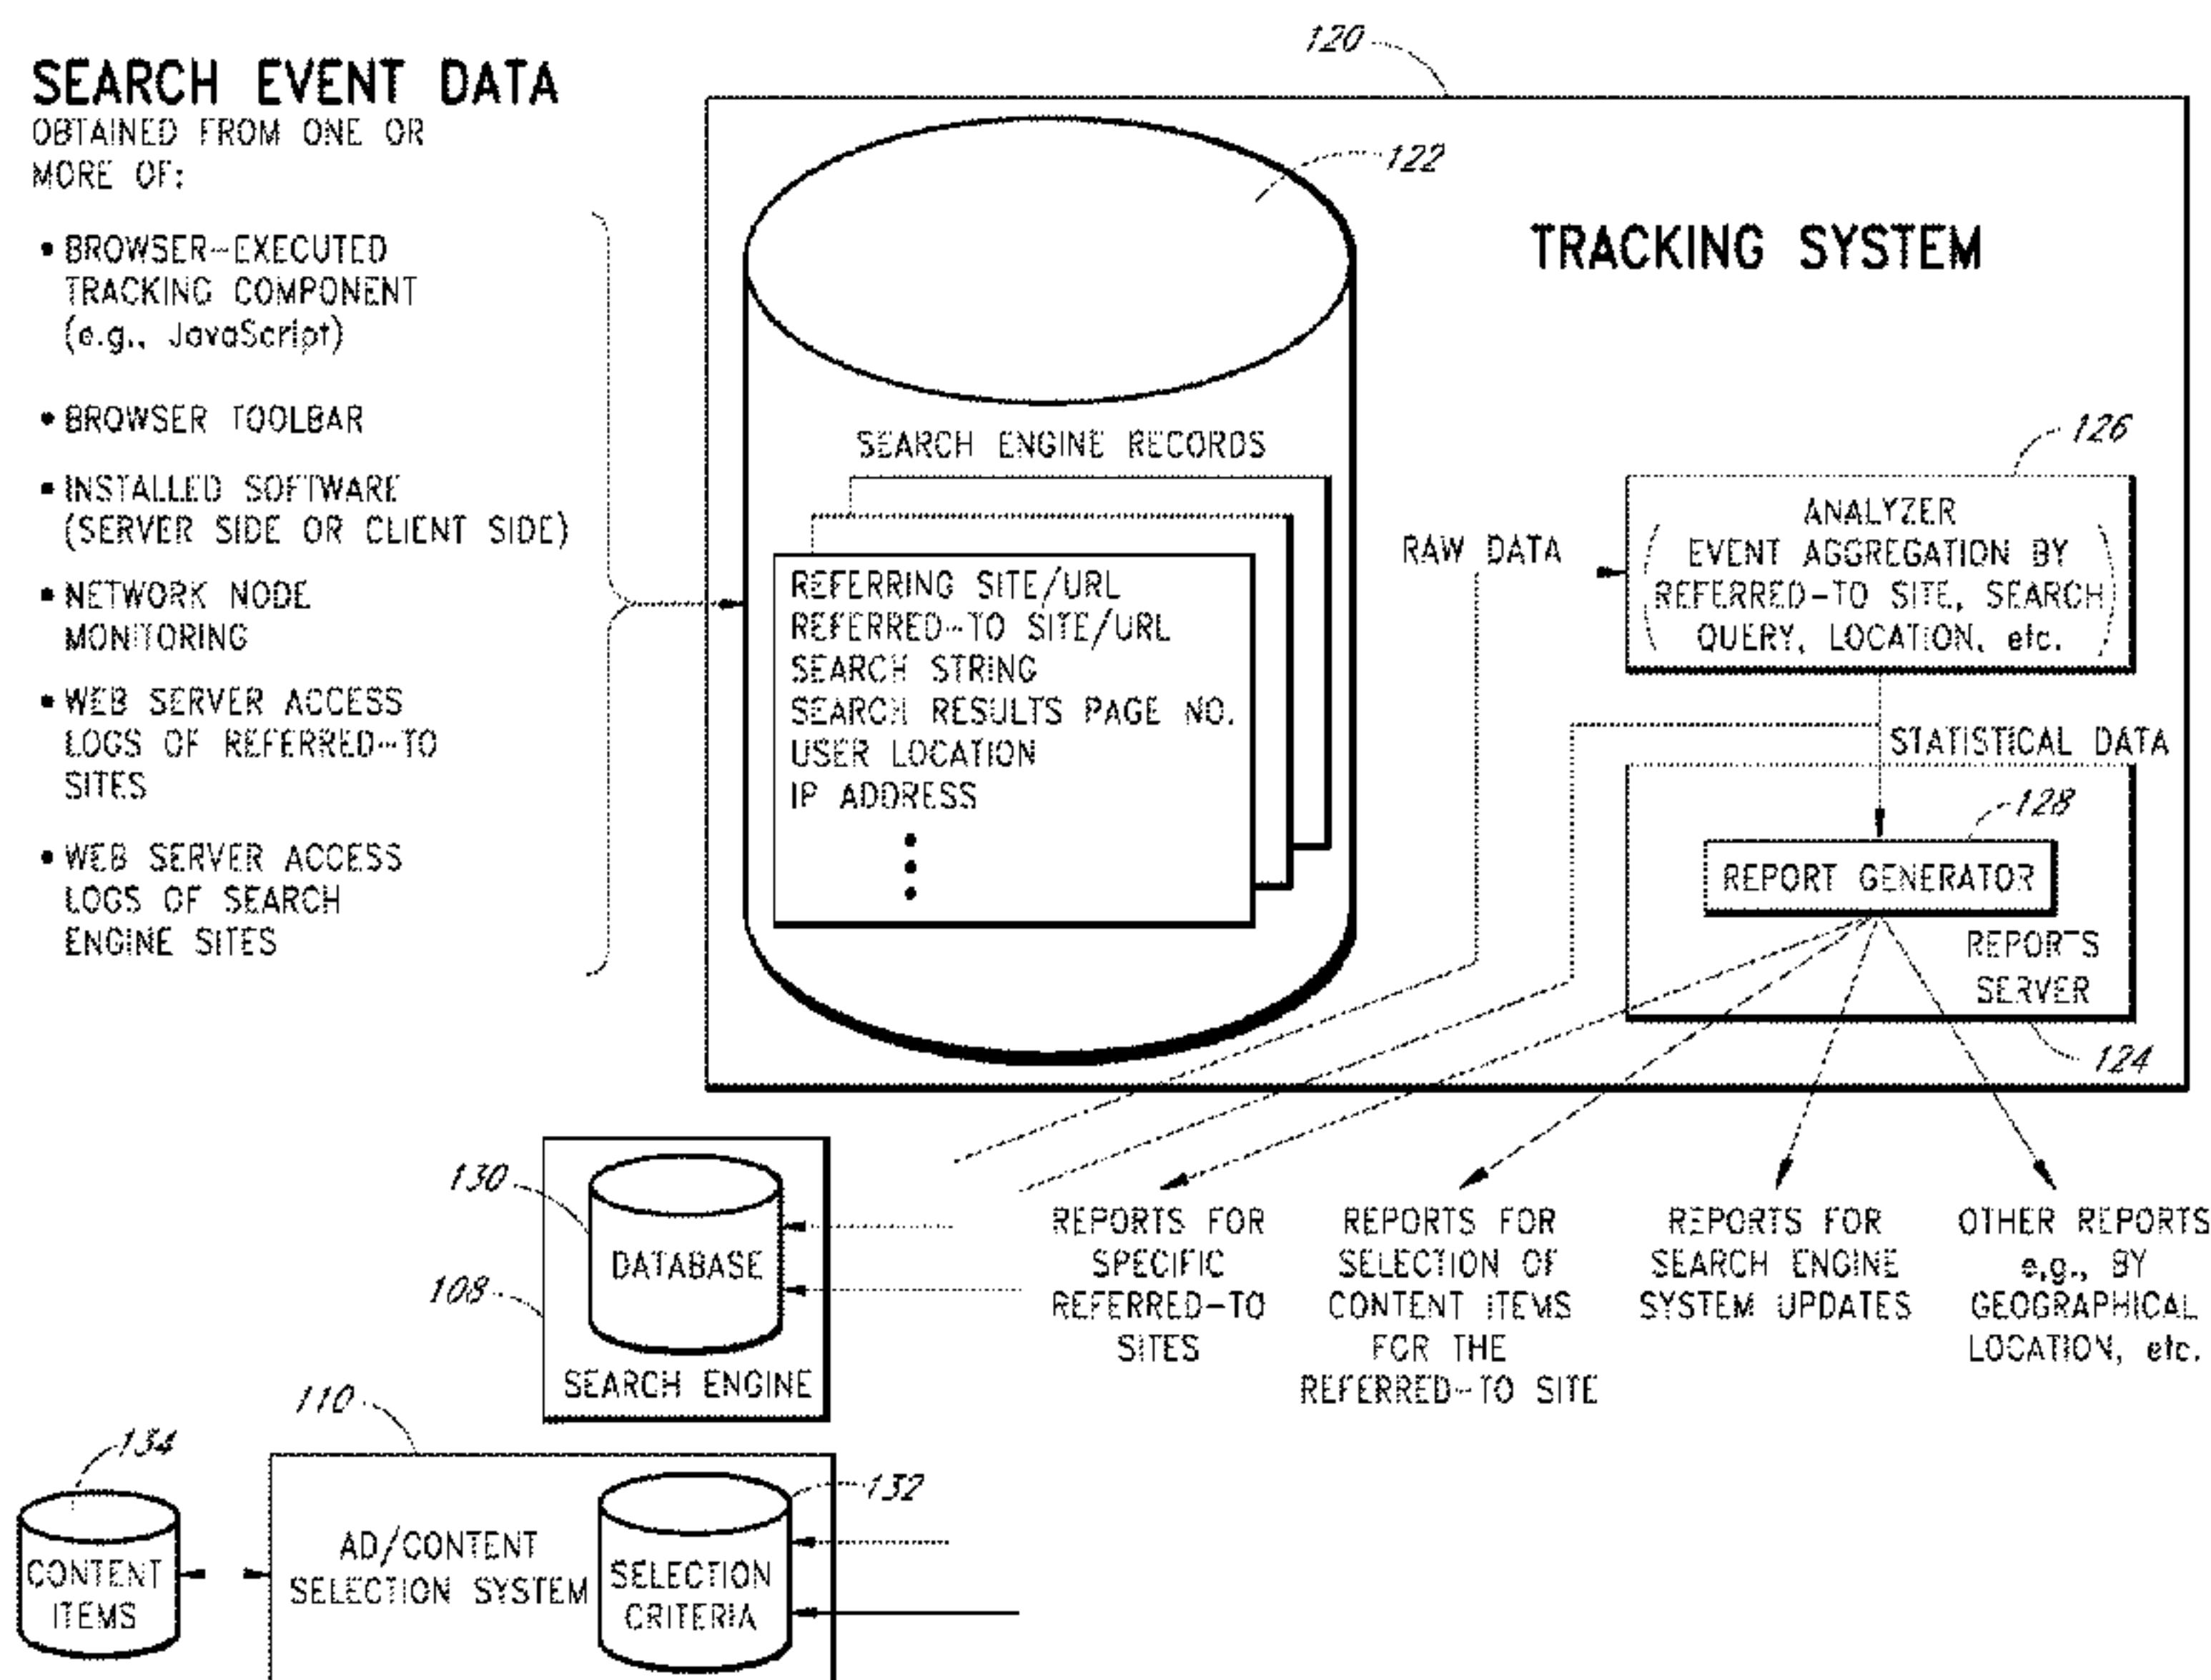 120
SEARCH EVENT DATA
OBTAINED FROM ONE OR
MORE OF:
• BROWSER-EXECUTED
TRACKING COMPONENT
(e.g., JavaScript)
• BROWSER TOOLBAR
• INSTALLED SOFTWARE
(SERVER SIDE OR CLIENT SIDE)
• NETWORK NODE
MONITORING
• WEB SERVER ACCESS
LOGS OF REFERRED-TO
SITES
• WEB SERVER ACCESS
LOGS OF SEARCH
ENGINE SITES
122
TRACKING SYSTEM
SEARCH ENGINE RECORDS
REFERRING SITE/URL
REFERRED-TO SITE/URL
SEARCH STRING
SEARCH RESULTS PAGE NO.
USER LOCATION
IP ADDRESS
RAW DATA
126
ANALYZER
(EVENT AGGREGATION BY
REFERRED-TO SITE, SEARCH
QUERY, LOCATION, etc.)
STATISTICAL DATA
128
REPORT GENERATOR
REPORTS
SERVER
124
130
DATABASE
108
SEARCH ENGINE
REPORTS FOR
SPECIFIC
REFERRED-TO
SITES
REPORTS FOR
SELECTION OF
CONTENT ITEMS
FOR THE
REFERRED-TO SITE
REPORTS FOR
SEARCH ENGINE
SYSTEM UPDATES
OTHER REPORTS
e.g., BY
GEOGRAPHICAL
LOCATION, etc.
110
134
CONTENT
ITEMS
AD/CONTENT
SELECTION SYSTEM
132
SELECTION
CRITERIA